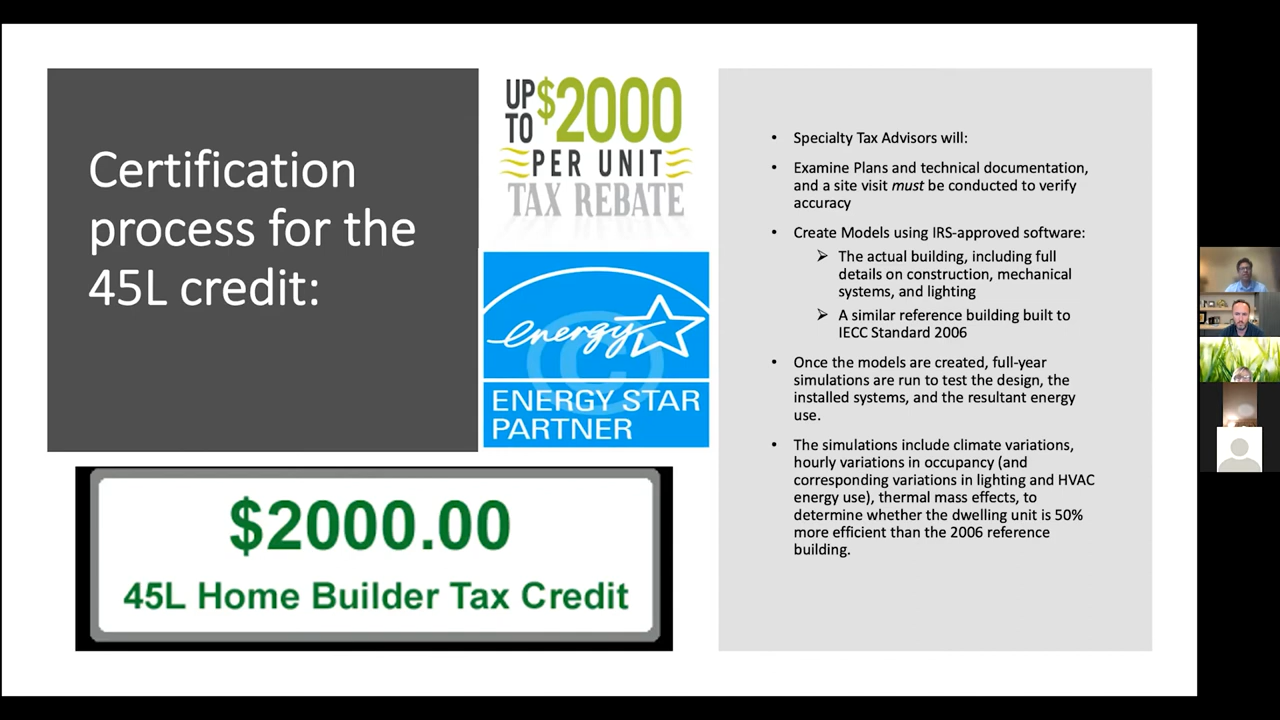 Certification
process for the
45L credit:
UP
TO
$2000
PER UNIT
TAX REBATE
energy
ENERGY STAR
PARTNER
$2000.00
45L Home Builder Tax Credit
• Specialty Tax Advisors will:
• Examine Plans and technical documentation,
and a site visit must be conducted to verify
accuracy
• Create Models using IRS-approved software:
➢ The actual building, including full
details on construction, mechanical
systems, and lighting
➢ A similar reference building built to
IECC Standard 2006
• Once the models are created, full-year
simulations are run to test the design, the
installed systems, and the resultant energy
use.
• The simulations include climate variations,
hourly variations in occupancy (and
corresponding variations in lighting and HVAC
energy use), thermal mass effects, to
determine whether the dwelling unit is 50%
more efficient than the 2006 reference
building.